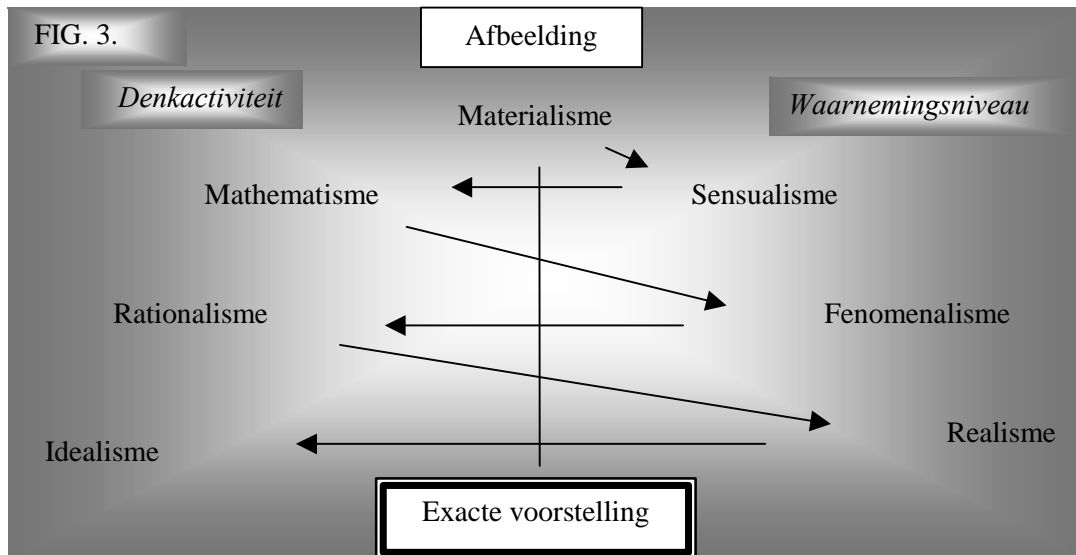 FIG. 3.
Afbeelding
Denkactiviteit
Waarnemingsniveau
Materialisme
Mathematisme
Sensualisme
Rationalisme
Fenomenalisme
Idealisme
Realisme
Exacte voorstelling